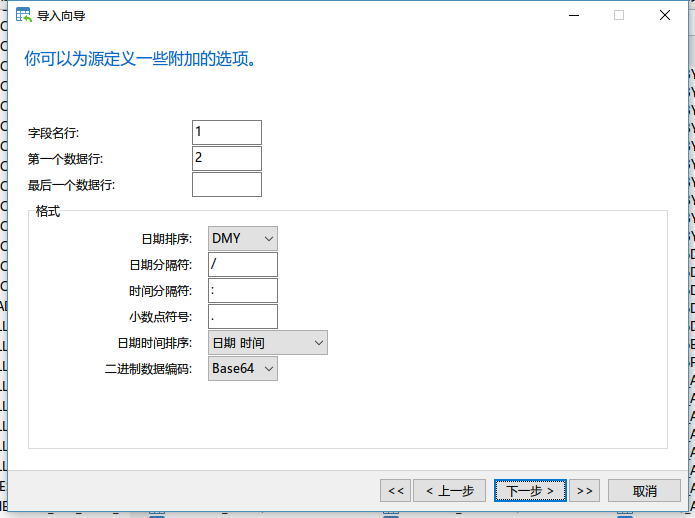 导入向导
你可以为源定义一些附加的选项。
字段名行: 1
第一个数据行: 2
最后一个数据行:
格式
日期排序: DMY
日期分隔符: /
时间分隔符: :
小数点符号: .
日期时间排序: 日期 时间
二进制数据编码: Base64
<< < 上一步 下一步 > >> 取消